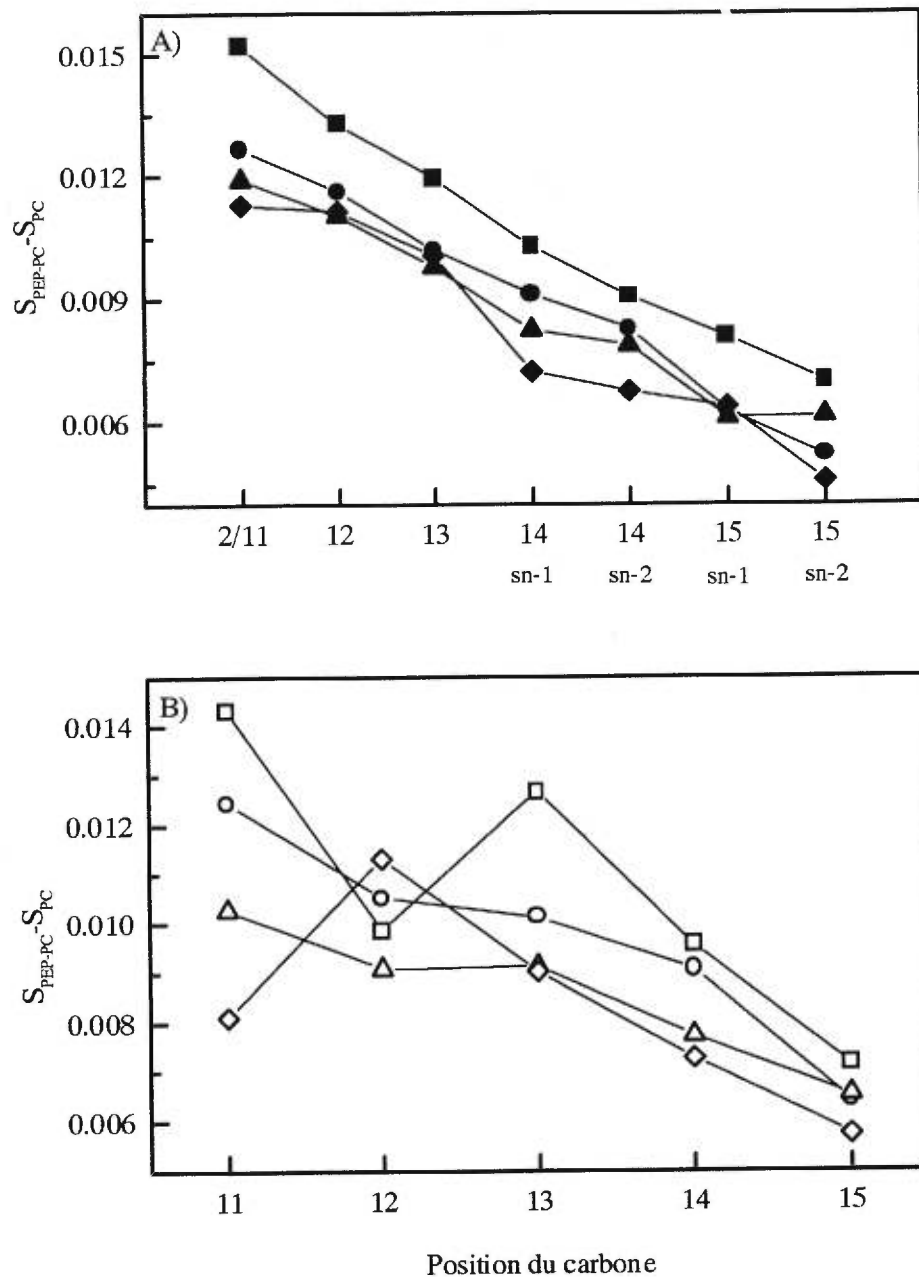 A)
S_PEP-PC-S_PC
0.015
0.012
0.009
0.006
2/11 12 13 14 14 15 15
sn-1 sn-2 sn-1 sn-2
B)
S_PEP-PC-S_PC
0.014
0.012
0.010
0.008
0.006
11 12 13 14 15
Position du carbone